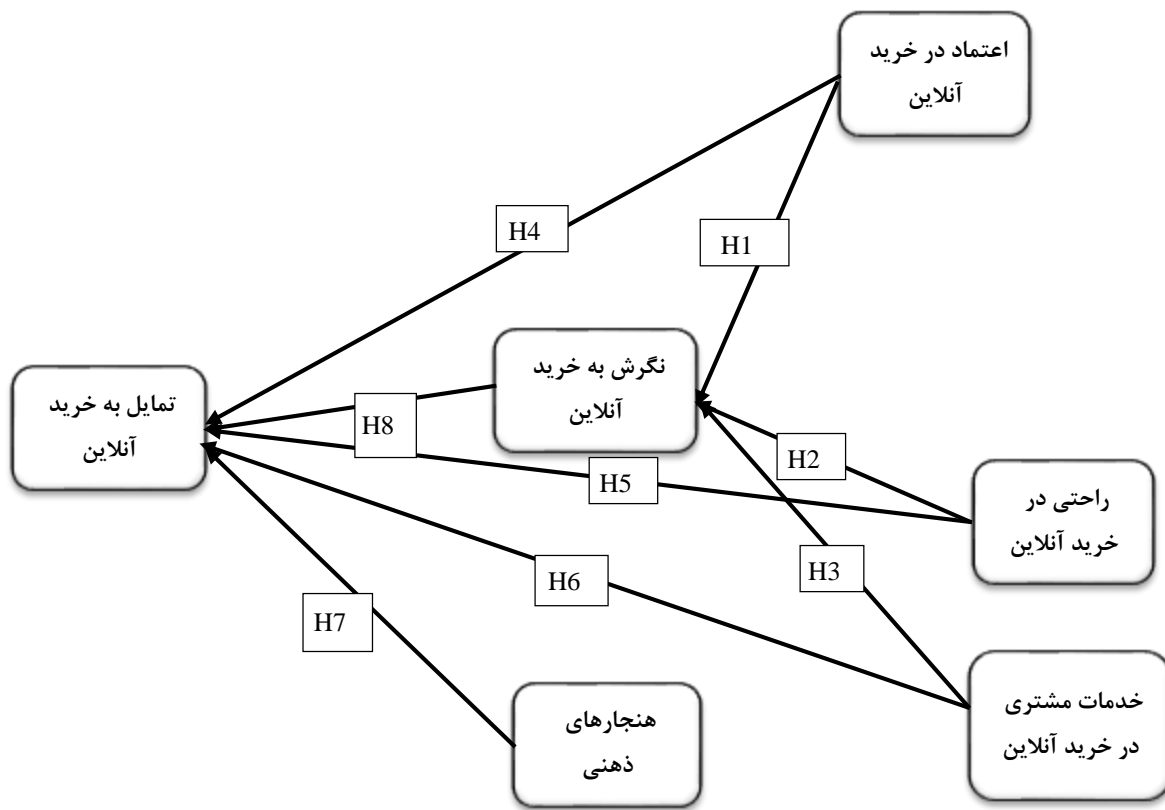 اعتماد در خرید
آنلاین
H4
H1
نگرش به خرید
آنلاین
تمایل به خرید
آنلاین
H8
H2
H5
راحتی در
خرید آنلاین
H3
H6
H7
خدمات مشتری
در خرید آنلاین
هنجارهای
ذهنی